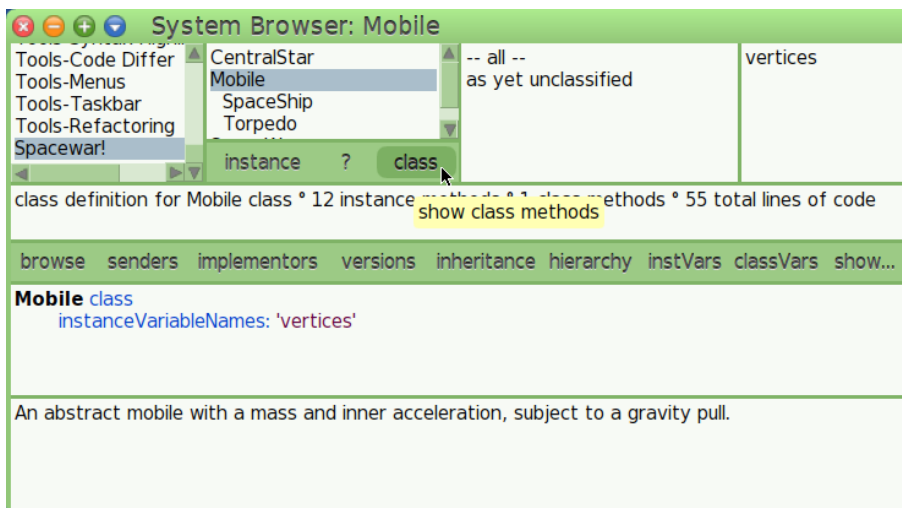 System Browser: Mobile
Tools-Code Differ
Tools-Menus
Tools-Taskbar
Tools-Refactoring
Spacewar!
CentralStar
Mobile
SpaceShip
Torpedo
instance ? class
-- all --
as yet unclassified
vertices
class definition for Mobile class ° 12 instance methods ° 1 class methods ° 55 total lines of code
show class methods
browse senders implementors versions inheritance hierarchy instVars classVars show...
Mobile class
instanceVariableNames: 'vertices'
An abstract mobile with a mass and inner acceleration, subject to a gravity pull.